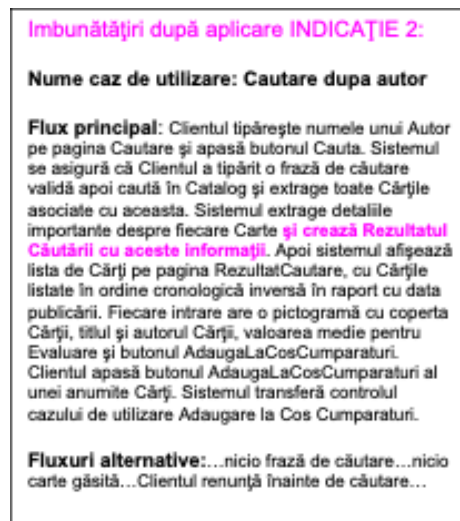 Imbunătăţiri după aplicare INDICAŢIE 2:
Nume caz de utilizare: Cautare dupa autor
Flux principal: Clientul tipăreşte numele unui Autor
pe pagina Cautare şi apasă butonul Cauta. Sistemul
se asigură că Clientul a tipărit o frază de căutare
validă apoi caută în Catalog şi extrage toate Cărţile
asociate cu aceasta. Sistemul extrage detaliile
importante despre fiecare Carte şi crează Rezultatul
Căutării cu aceste informaţii. Apoi sistemul afişează
lista de Cărţi pe pagina RezultatCautare, cu Cărţile
listate în ordine cronologică inversă în raport cu data
publicării. Fiecare intrare are o pictogramă cu coperta
Cărţii, titlul şi autorul Cărţii, valoarea medie pentru
Evaluare şi butonul AdaugaLaCosCumparaturi.
Clientul apasă butonul AdaugaLaCosCumparaturi al
unei anumite Cărţi. Sistemul transferă controlul
cazului de utilizare Adaugare la Cos Cumparaturi.
Fluxuri alternative:…nicio frază de căutare…nicio
carte găsită…Clientul renunţă înainte de căutare…